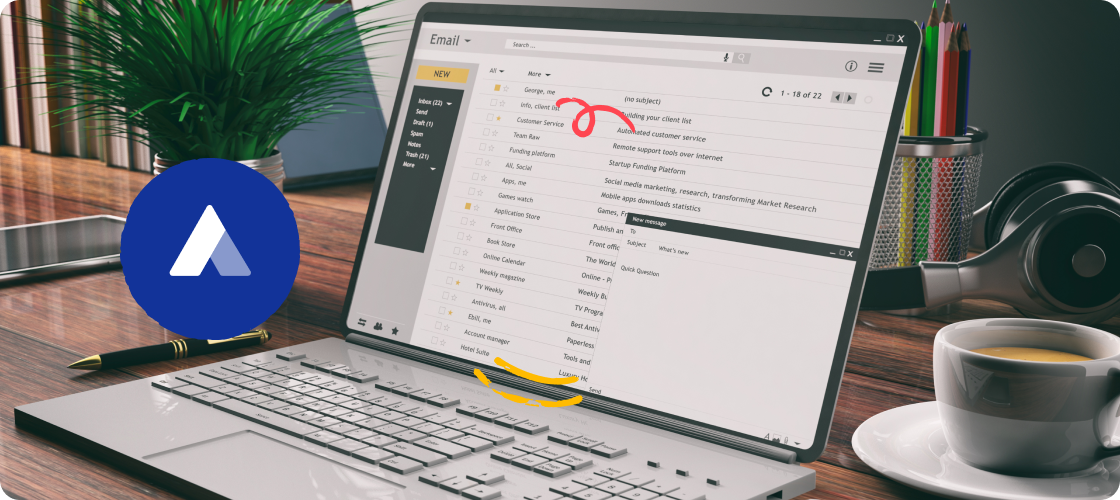 Email
Search ...
NEW
All
More
1 - 18 of 22
Inbox (22)
Send
Draft (1)
Spam
Notes
Trash (21)
More
George, me (no subject)
Info, client list Building your client list
Customer Service Automated customer service
Team Raw Remote support tools over Internet
Funding platform Startup Funding Platform
All, Social Social media marketing, research, transforming Market Research
Apps, me Mobile apps downloads statistics
Games watch Games, Fr
Application Store Publish an
Front Office Front offic
Book Store The World
Online Calendar Online - P
Weekly magazine Weekly Bu
TV Weekly TV Progra
Antivirus, all Best Antiv
Ebill, me Paperless
Account manager Tools and
Hotel Suite Luxury Ho
New message
To
Subject What's new
Quick Question
Send